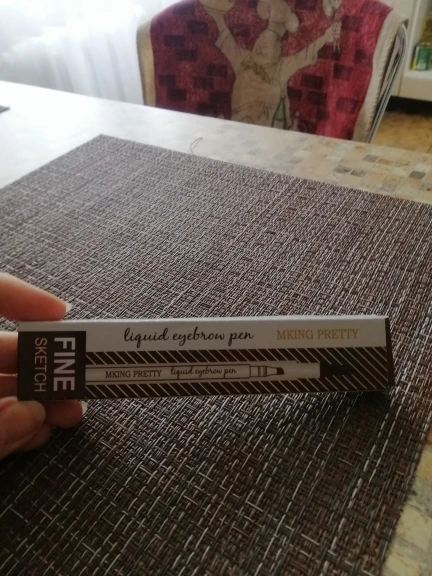 liquid eyebrow pen MKING PRETTY
FINE
SKETCH
MKING PRETTY liquid eyebrow pen